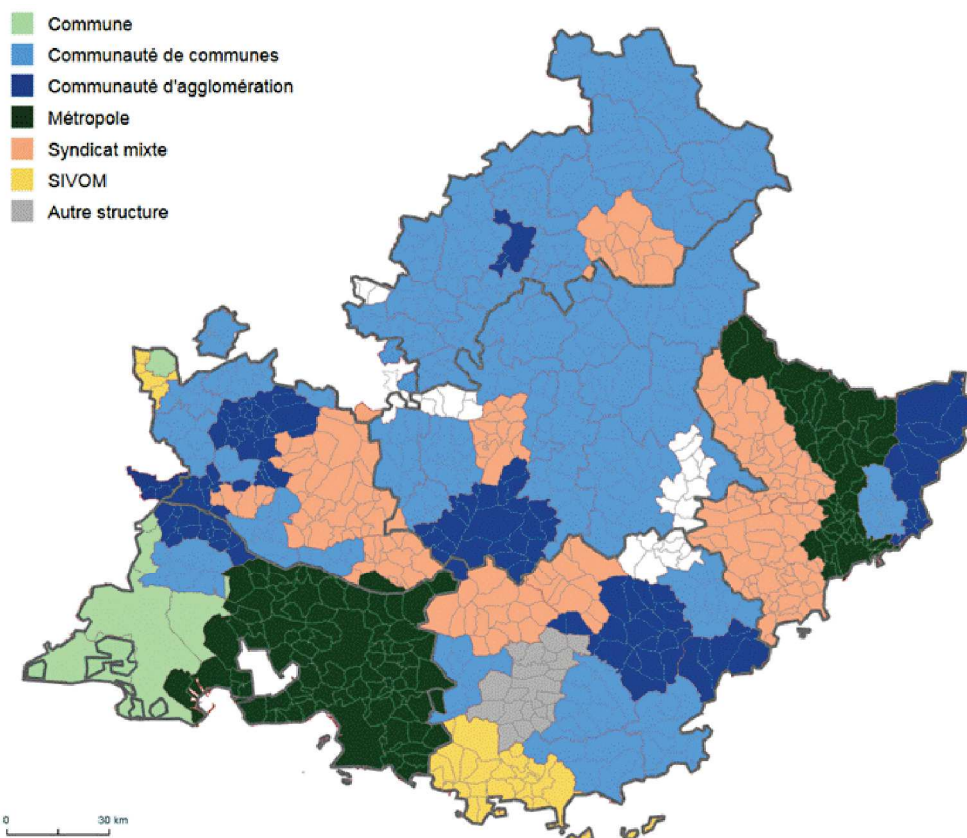 Commune
Communauté de communes
Communauté d'agglomération
Métropole
Syndicat mixte
SIVOM
Autre structure
0 30 km